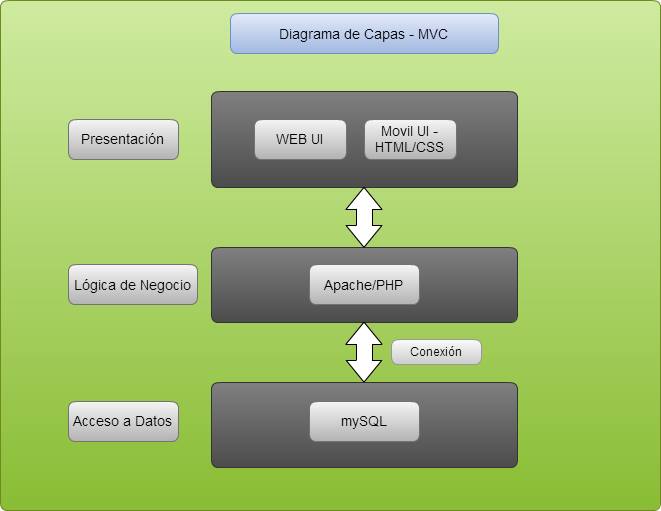 Diagrama de Capas - MVC
Presentación
WEB UI
Movil UI -
HTML/CSS
Lógica de Negocio
Apache/PHP
Conexión
Acceso a Datos
mySQL